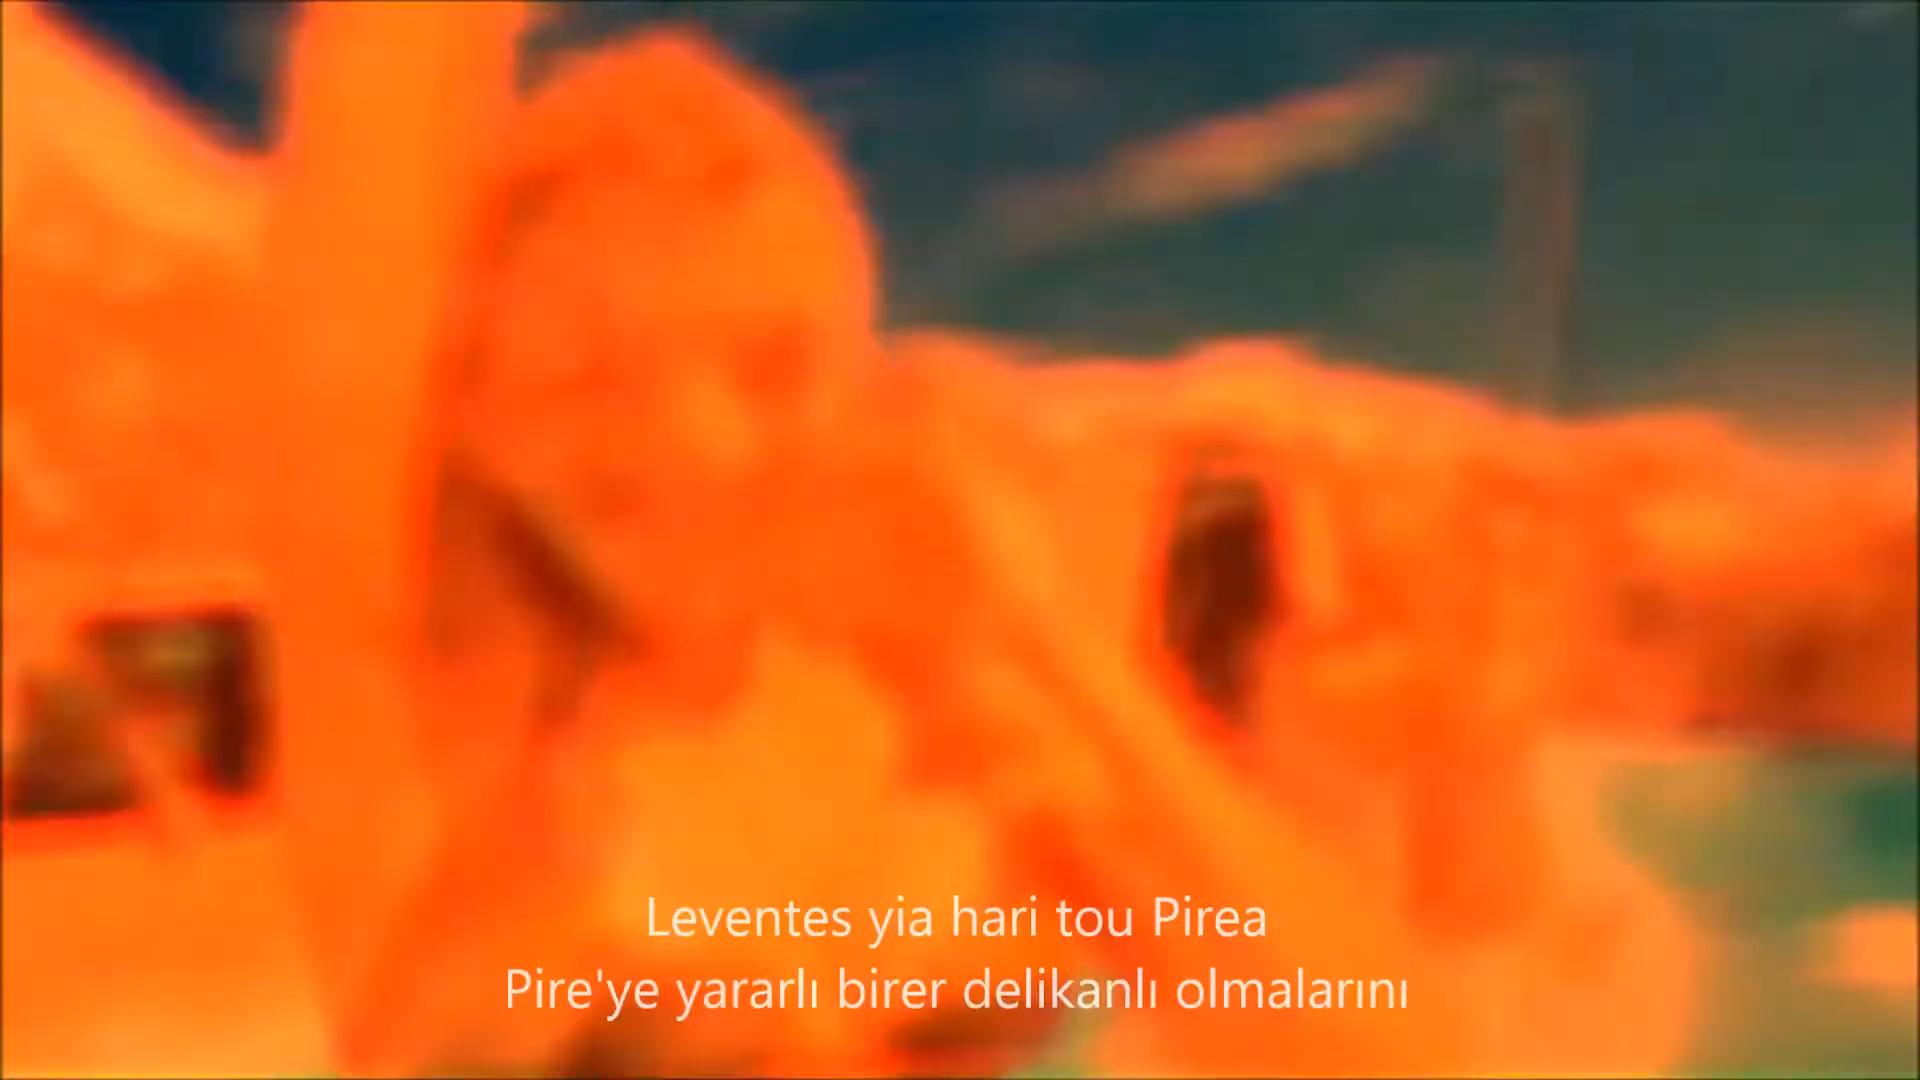 Leventes yia hari tou Pirea
Pire'ye yararlı birer delikanlı olmalarını